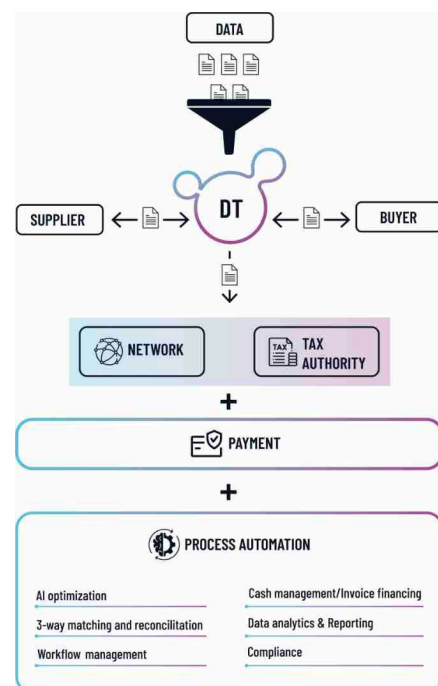 DATA
SUPPLIER
DT
BUYER
NETWORK
TAX
TAX
AUTHORITY
PAYMENT
PROCESS AUTOMATION
AI optimization
Cash management/Invoice financing
3-way matching and reconcilitation
Data analytics & Reporting
Workflow management
Compliance